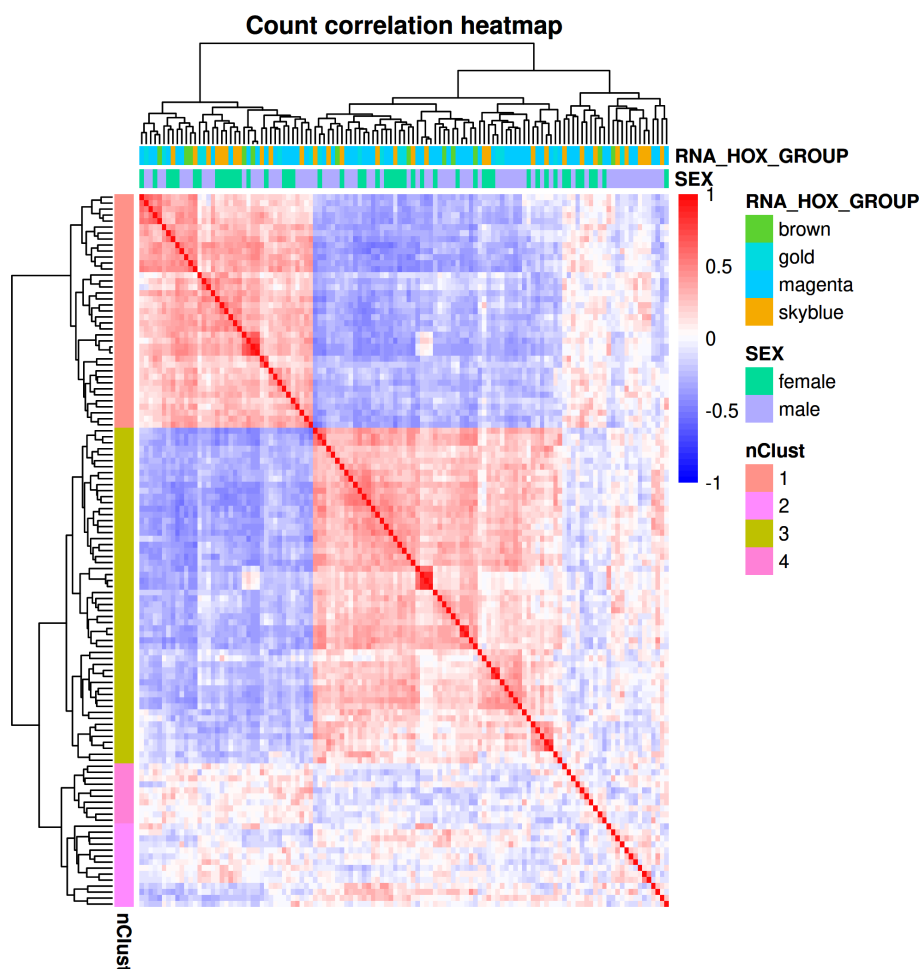 Count correlation heatmap
RNA_HOX_GROUP
SEX
1
0.5
0
-0.5
-1
RNA_HOX_GROUP
brown
gold
magenta
skyblue
SEX
female
male
nClust
1
2
3
4
nClust